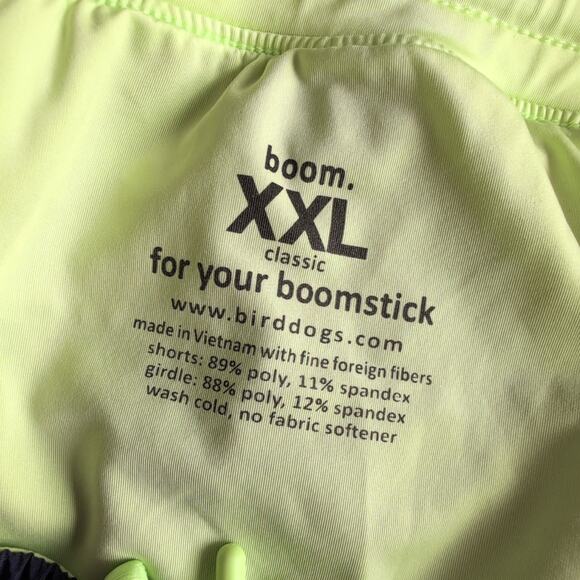 boom.
XXL
classic
for your boomstick
www.birddogs.com
made in Vietnam with fine foreign fibers
shorts: 89% poly, 11% spandex
girdle: 88% poly, 12% spandex
wash cold, no fabric softener